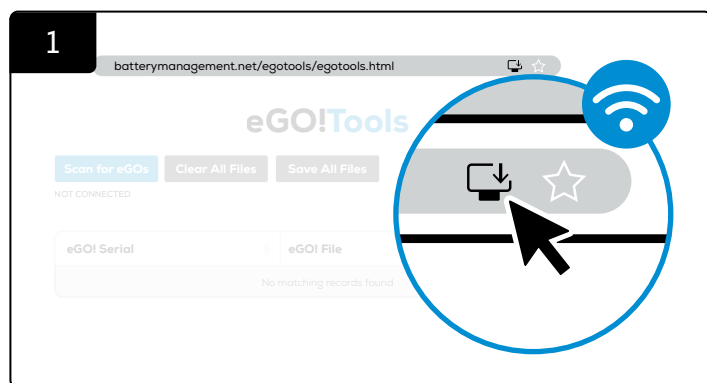 1
batterymanagement.net/egotools/egotools.html
eGO!Tools
Scan for eGOs Clear All Files Save All Files
NOT CONNECTED
eGO! Serial eGO! File
No matching records found